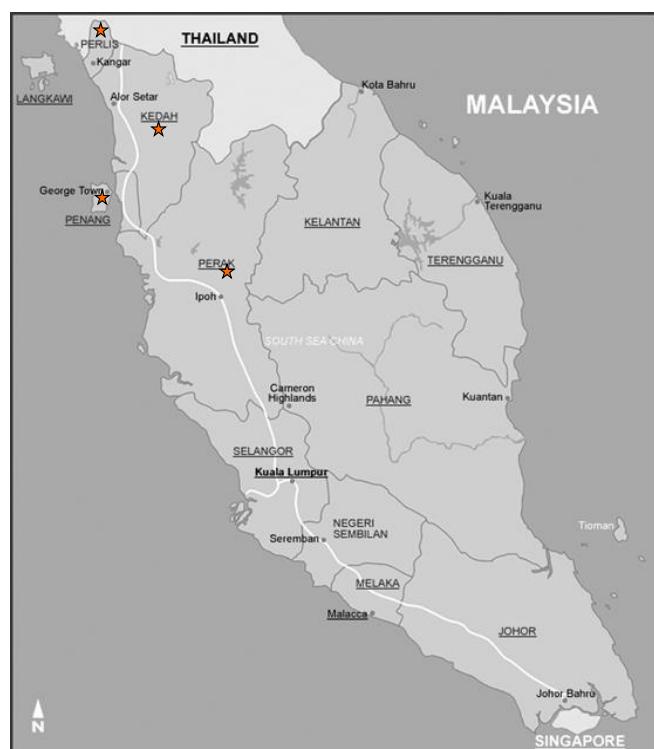 THAILAND
PERLIS
Kangar
LANGKAWI
Alor Setar
KEDAH
Kota Bahru
MALAYSIA
George Town
PENANG
Kuala
Terengganu
KELANTAN
TERENGGANU
PERAK
Ipoh
SOUTH SEA CHINA
Cameron
Highlands
PAHANG
Kuantan
SELANGOR
Kuala Lumpur
NEGERI
SEMBILAN
Seremban
Tioman
MELAKA
Malacca
JOHOR
Johor Bahru
N
SINGAPORE